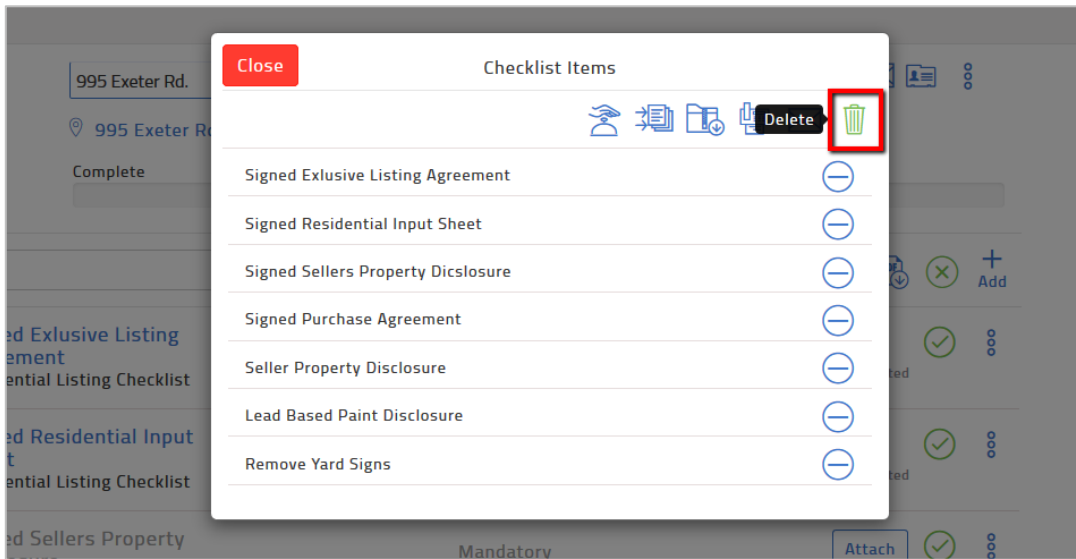 Close
Checklist Items
995 Exeter Rd.
995 Exeter Rd
Delete
Complete
Signed Exlusive Listing Agreement
Signed Residential Input Sheet
Signed Sellers Property Dicslosure
Add
Signed Purchase Agreement
ed Exlusive Listing
ement
ential Listing Checklist
Seller Property Disclosure
ted
Lead Based Paint Disclosure
ed Residential Input
t
ential Listing Checklist
Remove Yard Signs
ted
ed Sellers Property
Mandatory
Attach